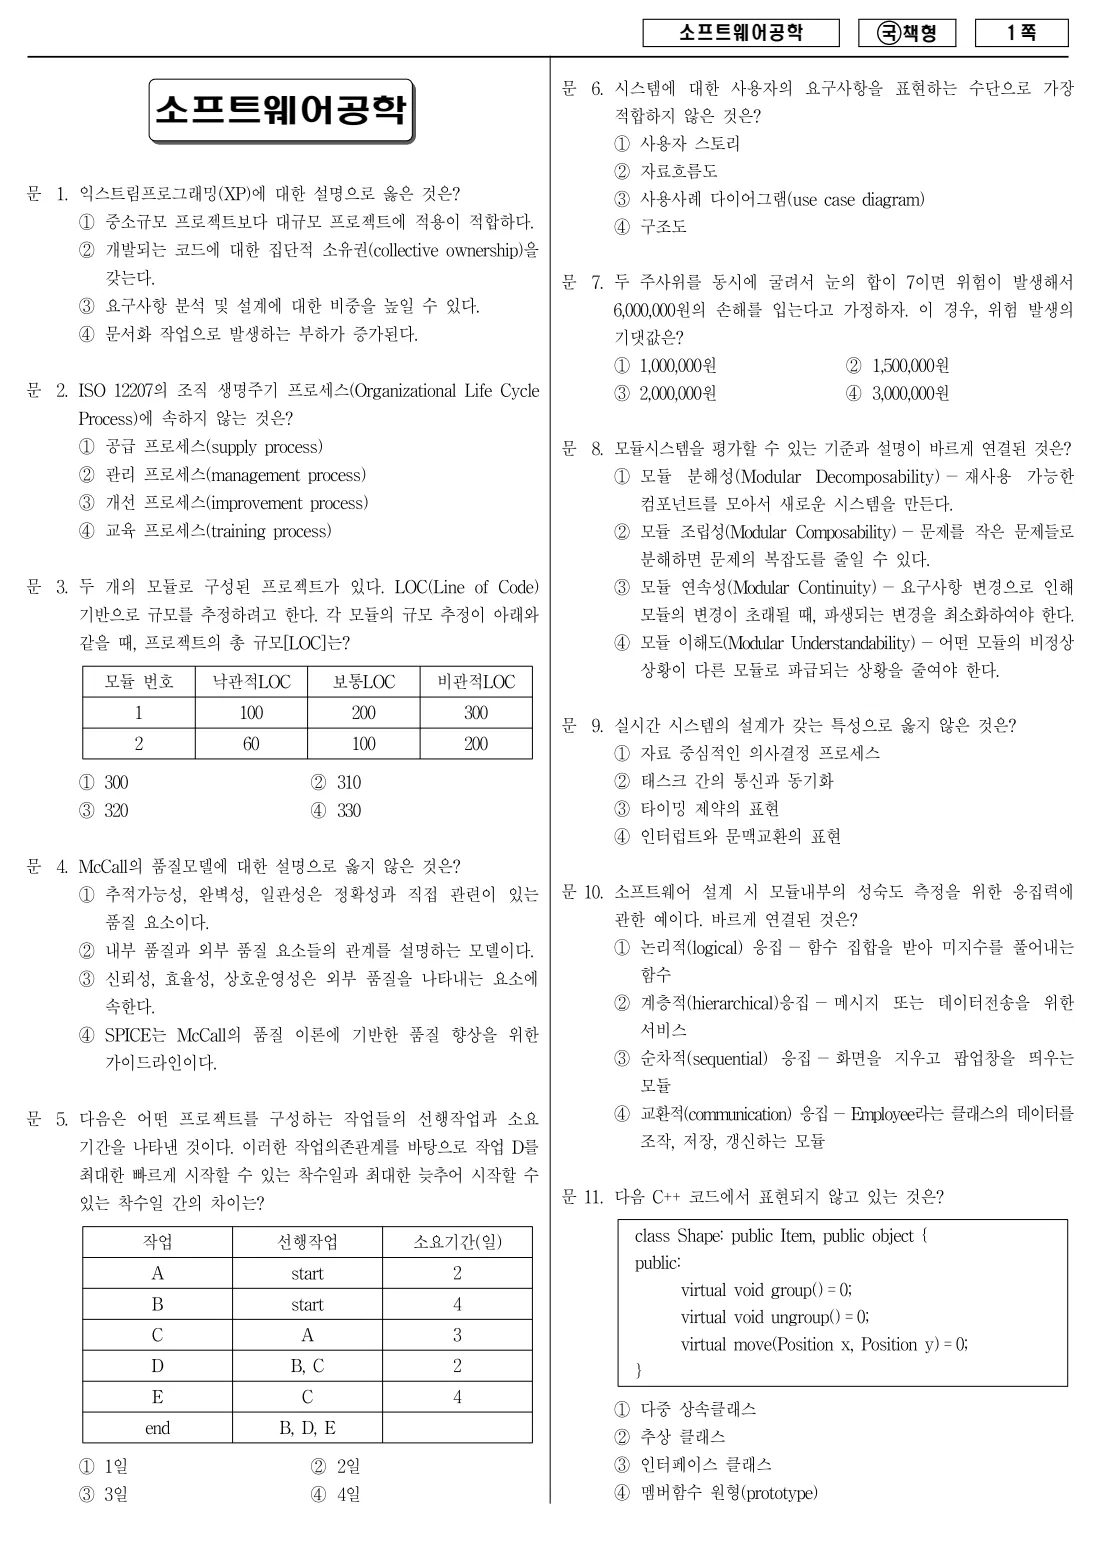 소프트웨어공학
국책형
1 쪽
소프트웨어공학
문 1. 익스트림프로그래밍(XP)에 대한 설명으로 옳은 것은?
① 중소규모 프로젝트보다 대규모 프로젝트에 적용이 적합하다.
② 개발되는 코드에 대한 집단적 소유권(collective ownership)을
갖는다.
③ 요구사항 분석 및 설계에 대한 비중을 높일 수 있다.
④ 문서화 작업으로 발생하는 부하가 증가된다.
문 2. ISO 12207의 조직 생명주기 프로세스(Organizational Life Cycle
Process)에 속하지 않는 것은?
① 공급 프로세스(supply process)
② 관리 프로세스(management process)
③ 개선 프로세스(improvement process)
④ 교육 프로세스(training process)
문 3. 두 개의 모듈로 구성된 프로젝트가 있다. LOC(Line of Code)
기반으로 규모를 추정하려고 한다. 각 모듈의 규모 추정이 아래와
같을 때, 프로젝트의 총 규모[LOC]는?
모듈 번호 낙관적LOC 보통LOC 비관적LOC
1 100 200 300
2 60 100 200
① 300 ② 310
③ 320 ④ 330
문 4. McCall의 품질모델에 대한 설명으로 옳지 않은 것은?
① 추적가능성, 완벽성, 일관성은 정확성과 직접 관련이 있는
품질 요소이다.
② 내부 품질과 외부 품질 요소들의 관계를 설명하는 모델이다.
③ 신뢰성, 효율성, 상호운영성은 외부 품질을 나타내는 요소에
속한다.
④ SPICE는 McCall의 품질 이론에 기반한 품질 향상을 위한
가이드라인이다.
문 5. 다음은 어떤 프로젝트를 구성하는 작업들의 선행작업과 소요
기간을 나타낸 것이다. 이러한 작업의존관계를 바탕으로 작업 D를
최대한 빠르게 시작할 수 있는 착수일과 최대한 늦추어 시작할 수
있는 착수일 간의 차이는?
작업 선행작업 소요기간(일)
A start 2
B start 4
C A 3
D B, C 2
E C 4
end B, D, E
① 1일 ② 2일
③ 3일 ④ 4일
문 6. 시스템에 대한 사용자의 요구사항을 표현하는 수단으로 가장
적합하지 않은 것은?
① 사용자 스토리
② 자료흐름도
③ 사용사례 다이어그램(use case diagram)
④ 구조도
문 7. 두 주사위를 동시에 굴려서 눈의 합이 7이면 위험이 발생해서
6,000,000원의 손해를 입는다고 가정하자. 이 경우, 위험 발생의
기댓값은?
① 1,000,000원 ② 1,500,000원
③ 2,000,000원 ④ 3,000,000원
문 8. 모듈시스템을 평가할 수 있는 기준과 설명이 바르게 연결된 것은?
① 모듈 분해성(Modular Decomposability) － 재사용 가능한
컴포넌트를 모아서 새로운 시스템을 만든다.
② 모듈 조립성(Modular Composability) － 문제를 작은 문제들로
분해하면 문제의 복잡도를 줄일 수 있다.
③ 모듈 연속성(Modular Continuity) － 요구사항 변경으로 인해
모듈의 변경이 초래될 때, 파생되는 변경을 최소화하여야 한다.
④ 모듈 이해도(Modular Understandability) － 어떤 모듈의 비정상
상황이 다른 모듈로 파급되는 상황을 줄여야 한다.
문 9. 실시간 시스템의 설계가 갖는 특성으로 옳지 않은 것은?
① 자료 중심적인 의사결정 프로세스
② 태스크 간의 통신과 동기화
③ 타이밍 제약의 표현
④ 인터럽트와 문맥교환의 표현
문 10. 소프트웨어 설계 시 모듈내부의 성숙도 측정을 위한 응집력에
관한 예이다. 바르게 연결된 것은?
① 논리적(logical) 응집 － 함수 집합을 받아 미지수를 풀어내는
함수
② 계층적(hierarchical)응집 － 메시지 또는 데이터전송을 위한
서비스
③ 순차적(sequential) 응집 － 화면을 지우고 팝업창을 띄우는
모듈
④ 교환적(communication) 응집 － Employee라는 클래스의 데이터를
조작, 저장, 갱신하는 모듈
문 11. 다음 C++ 코드에서 표현되지 않고 있는 것은?
class Shape: public Item, public object {
public:
virtual void group() = 0;
virtual void ungroup() = 0;
virtual move(Position x, Position y) = 0;
}
① 다중 상속클래스
② 추상 클래스
③ 인터페이스 클래스
④ 멤버함수 원형(prototype)